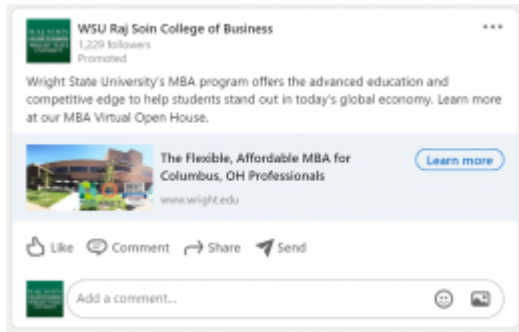 WSU Raj Soin College of Business
1,229 followers
Promoted
Wright State University's MBA program offers the advanced education and
competitive edge to help students stand out in today's global economy. Learn more
at our MBA Virtual Open House.
The Flexible, Affordable MBA for
Columbus, OH Professionals
Learn more
www.wright.edu
Like Comment Share Send
Add a comment...